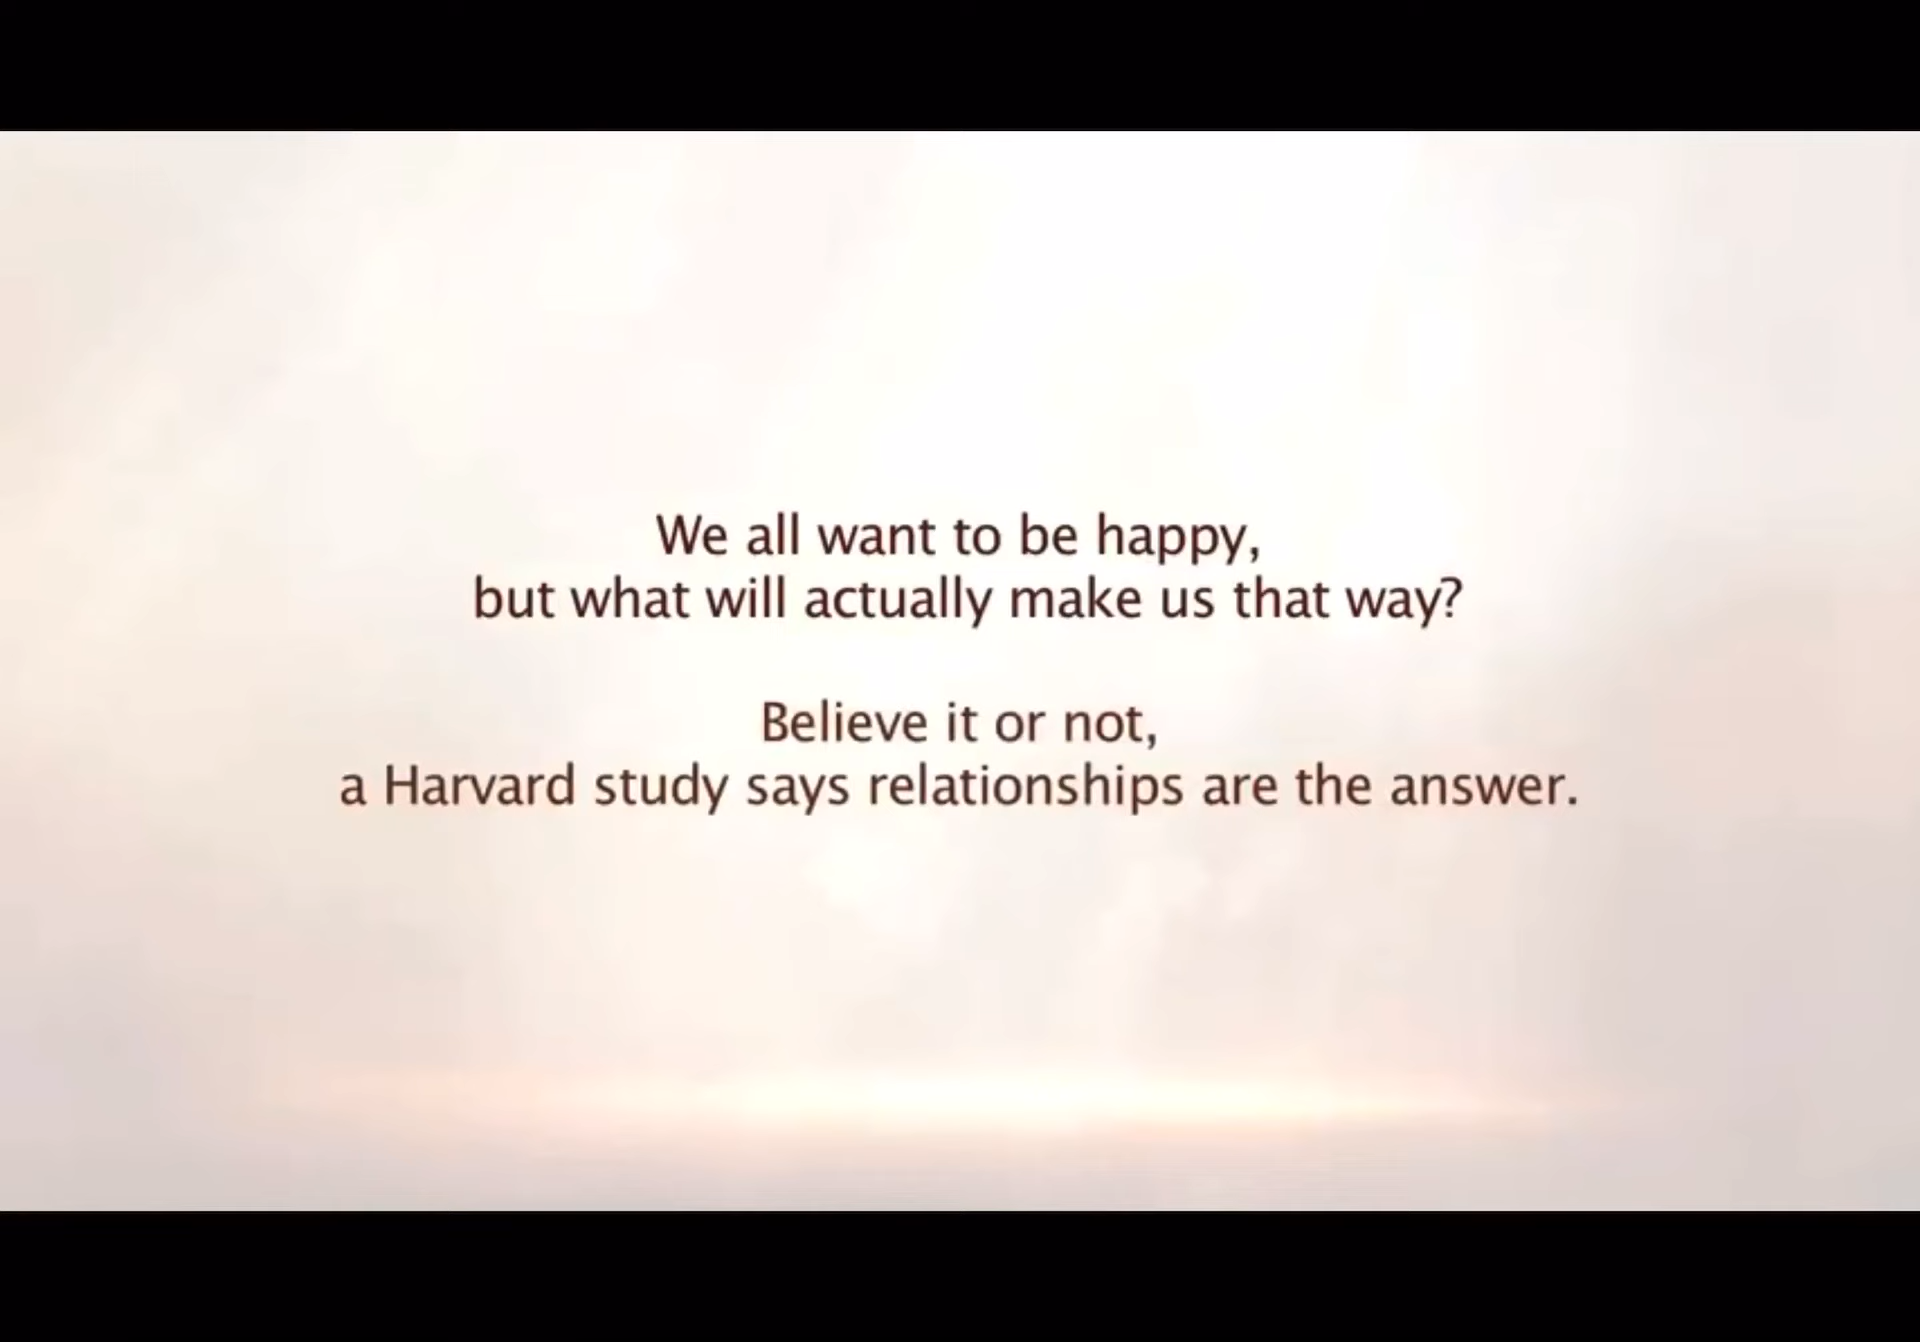 We all want to be happy,
but what will actually make us that way?
Believe it or not,
a Harvard study says relationships are the answer.